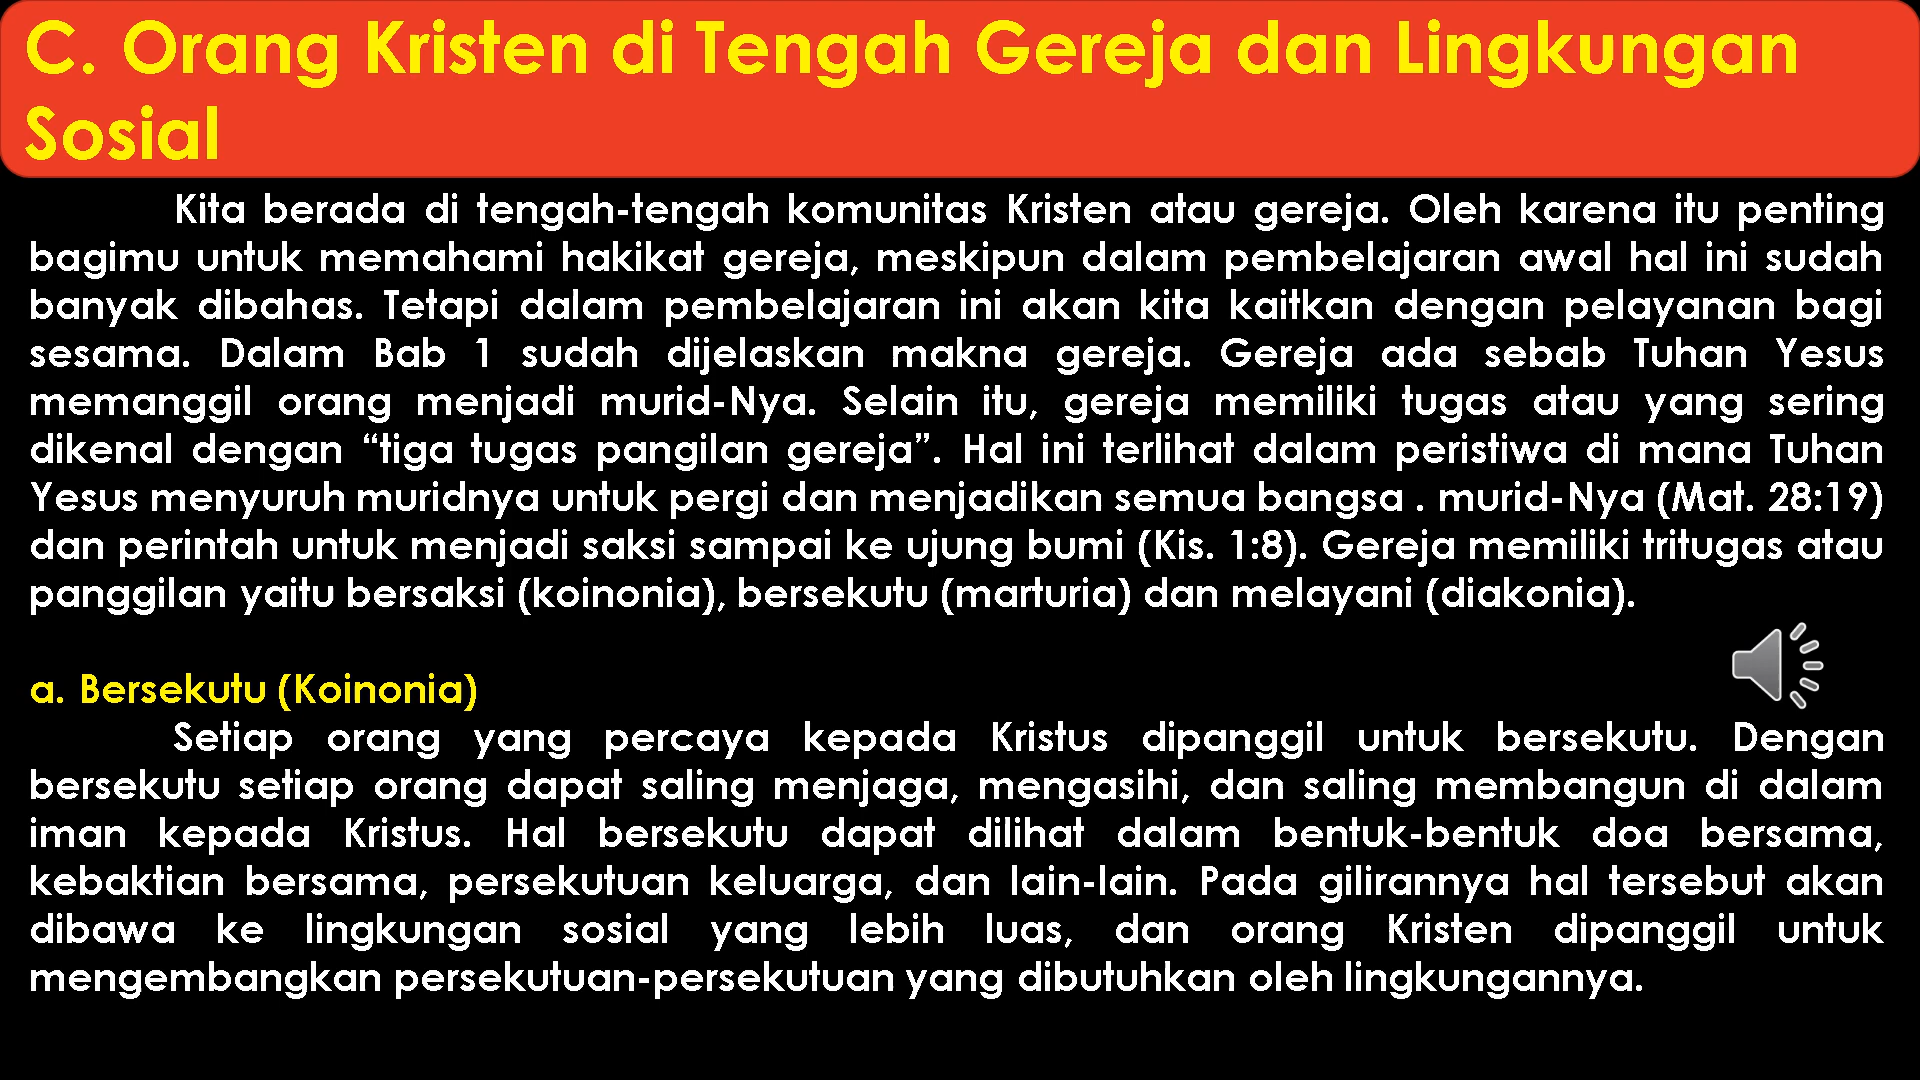 C. Orang Kristen di Tengah Gereja dan Lingkungan
Sosial
Kita berada di tengah-tengah komunitas Kristen atau gereja. Oleh karena itu penting
bagimu untuk memahami hakikat gereja, meskipun dalam pembelajaran awal hal ini sudah
banyak dibahas. Tetapi dalam pembelajaran ini akan kita kaitkan dengan pelayanan bagi
sesama. Dalam Bab 1 sudah dijelaskan makna gereja. Gereja ada sebab Tuhan Yesus
memanggil orang menjadi murid-Nya. Selain itu, gereja memiliki tugas atau yang sering
dikenal dengan “tiga tugas pangilan gereja”. Hal ini terlihat dalam peristiwa di mana Tuhan
Yesus menyuruh muridnya untuk pergi dan menjadikan semua bangsa . murid-Nya (Mat. 28:19)
dan perintah untuk menjadi saksi sampai ke ujung bumi (Kis. 1:8). Gereja memiliki tritugas atau
panggilan yaitu bersaksi (koinonia), bersekutu (marturia) dan melayani (diakonia).
a. Bersekutu (Koinonia)
Setiap orang yang percaya kepada Kristus dipanggil untuk bersekutu. Dengan
bersekutu setiap orang dapat saling menjaga, mengasihi, dan saling membangun di dalam
iman kepada Kristus. Hal bersekutu dapat dilihat dalam bentuk-bentuk doa bersama,
kebaktian bersama, persekutuan keluarga, dan lain-lain. Pada gilirannya hal tersebut akan
dibawa ke lingkungan sosial yang lebih luas, dan orang Kristen dipanggil untuk
mengembangkan persekutuan-persekutuan yang dibutuhkan oleh lingkungannya.